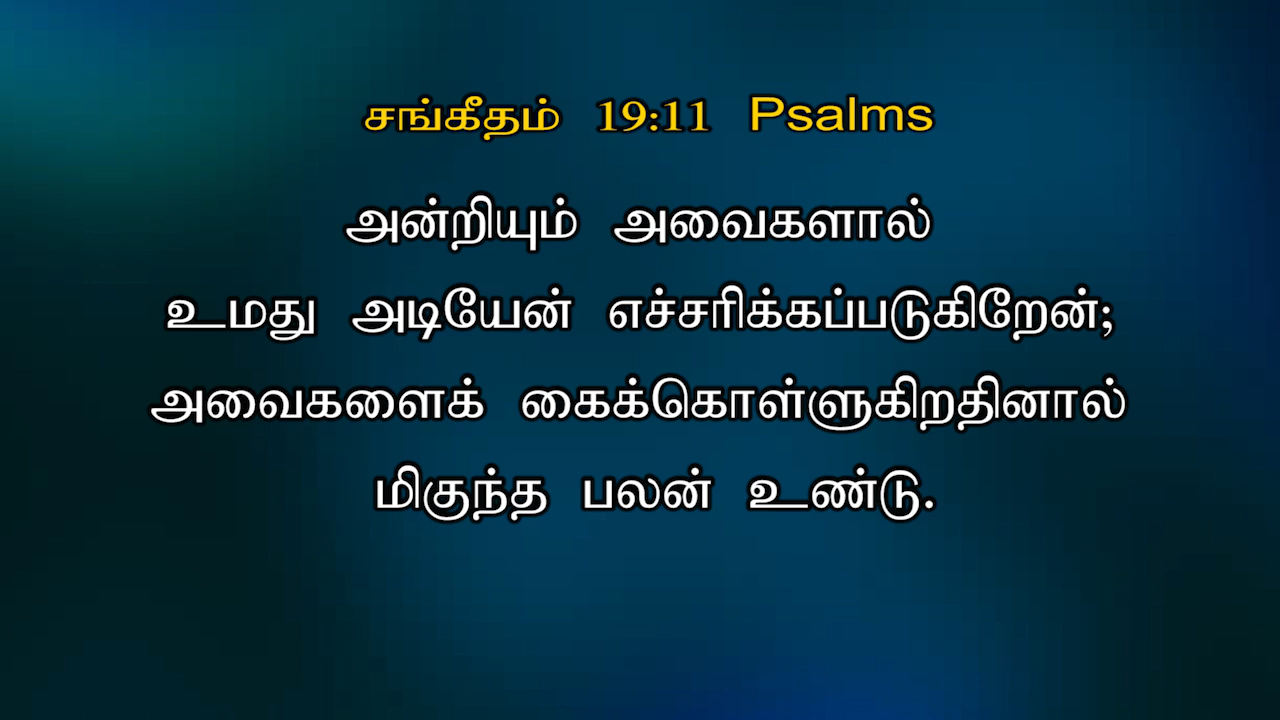 சங்கீதம் 19:11 Psalms
அன்றியும் அவைகளால்
உமது அடியேன் எச்சரிக்கப்படுகிறேன்;
அவைகளைக் கைக்கொள்ளுகிறதினால்
மிகுந்த பலன் உண்டு.